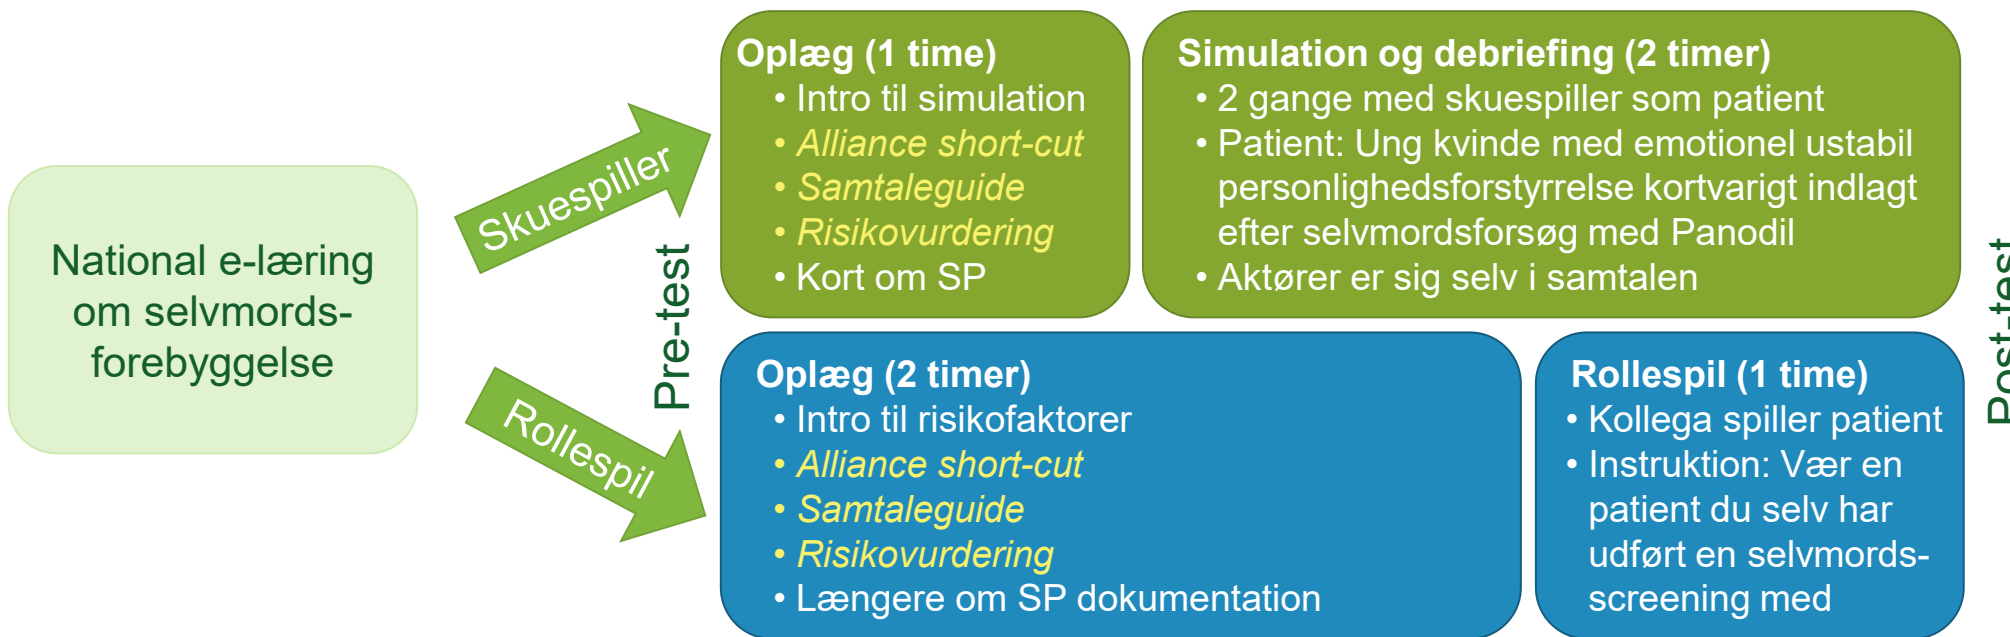 National e-læring
om selvmords-
forebyggelse
Skuespiller
Rollespil
Pre-test
Oplæg (1 time)
• Intro til simulation
• Alliance short-cut
• Samtaleguide
• Risikovurdering
• Kort om SP
Simulation og debriefing (2 timer)
• 2 gange med skuespiller som patient
• Patient: Ung kvinde med emotionel ustabil
personlighedsforstyrrelse kortvarigt indlagt
efter selvmordsforsøg med Panodil
• Aktører er sig selv i samtalen
Oplæg (2 timer)
• Intro til risikofaktorer
• Alliance short-cut
• Samtaleguide
• Risikovurdering
• Længere om SP dokumentation
Rollespil (1 time)
• Kollega spiller patient
• Instruktion: Vær en
patient du selv har
udført en selvmords-
screening med
Post-test